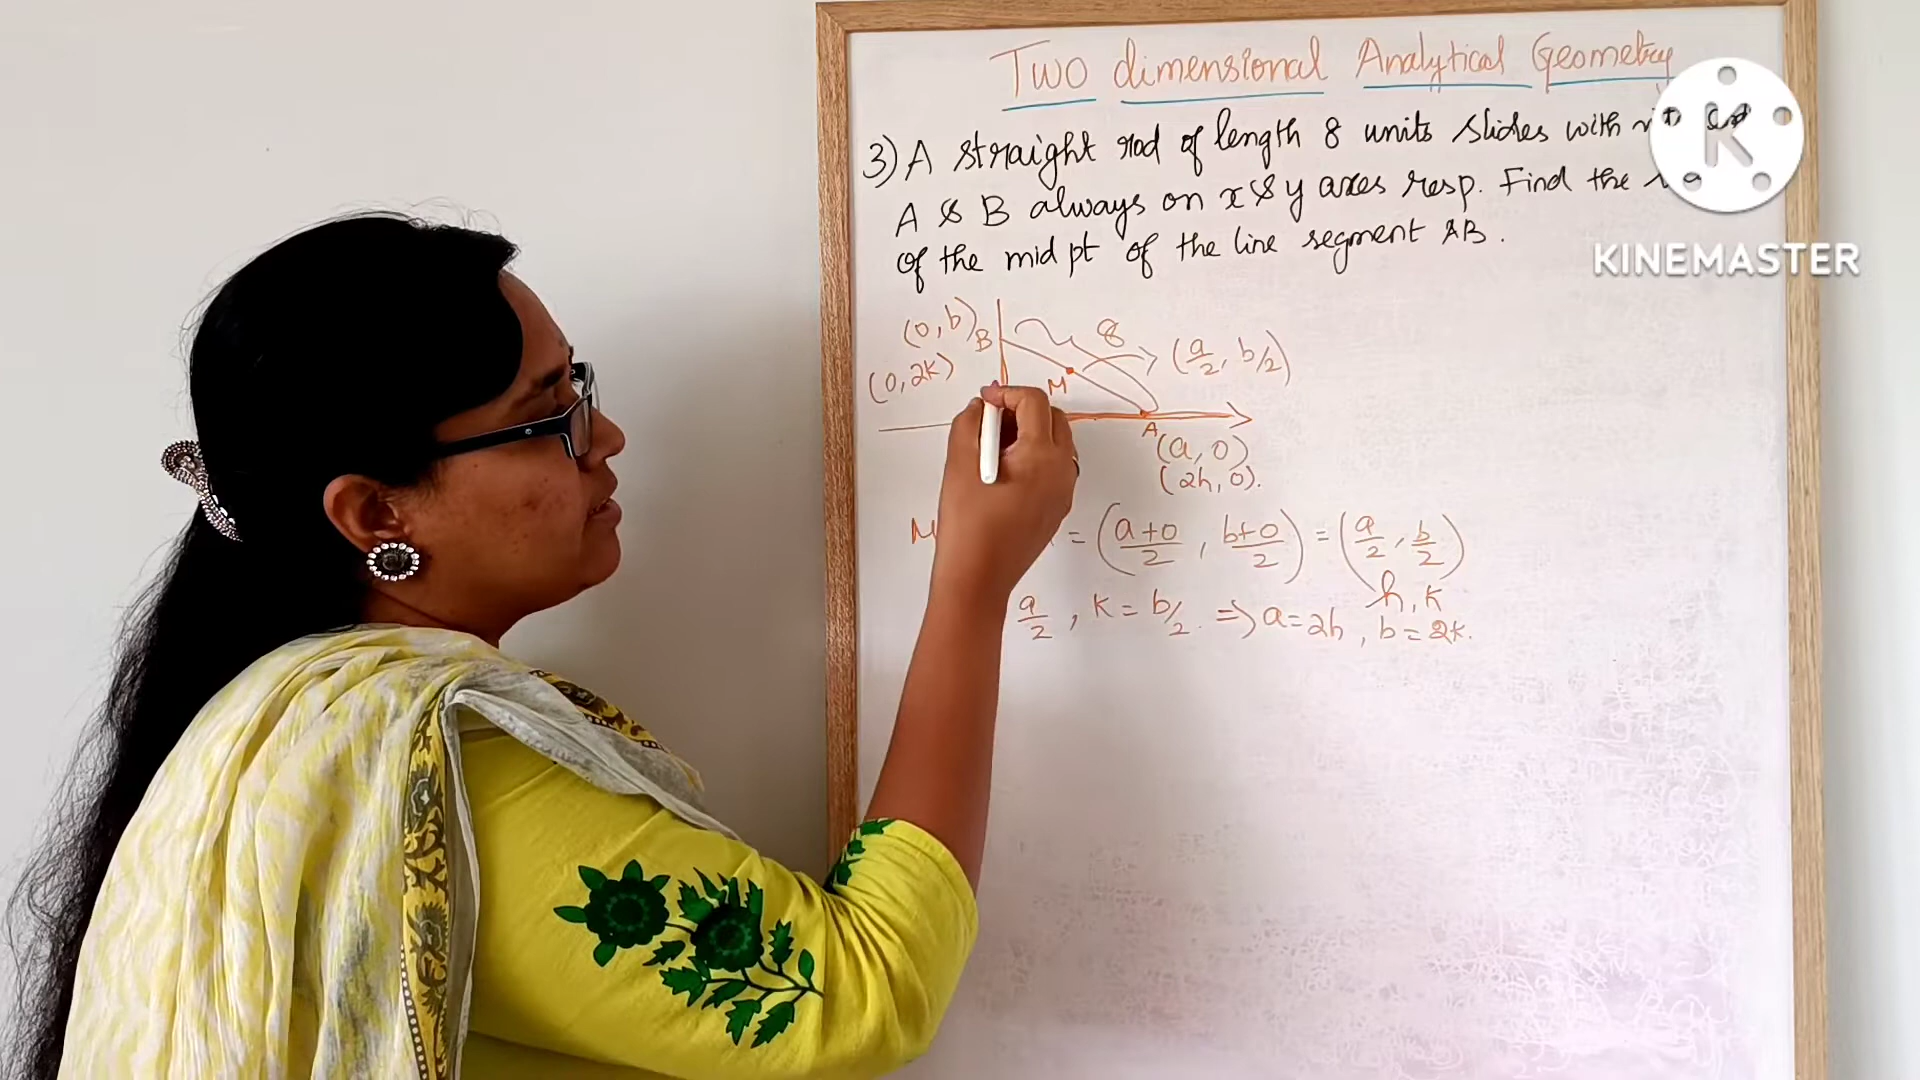 Two dimensional Analytical Geometry
3) A straight rod of length 8 units slides with
A & B always on x & y axes resp. Find the
of the mid pt of the line segment AB.
K
KINEMASTER
(0, b)
B
8
(a/2, b/2)
(0, 2k)
M
A
(a, 0)
(2h, 0).
M = (a+0/2, b+0/2) = (a/2, b/2)
h, k
a/2, k = b/2. => a = 2h, b = 2k.